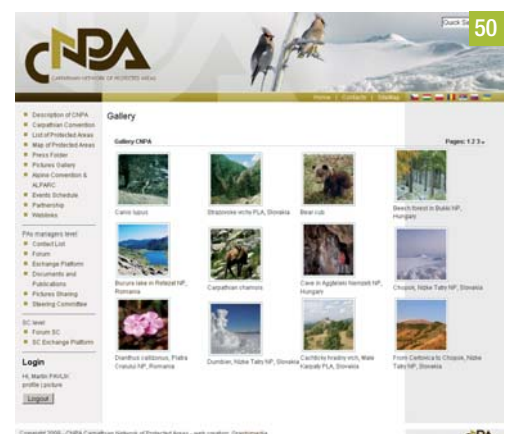 50
Quick Se
CNPA
CARPATHIAN NETWORK OF PROTECTED AREAS
Home | Contacts | SiteMap
Description of CNPA
Carpathian Convention
List of Protected Areas
Map of Protected Areas
Press Folder
Pictures Gallery
Alpine Convention &
ALPARC
Events Schedule
Partnership
Weblinks
PAs managers level
Contact List
Forum
Exchange Platform
Documents and
Publications
Pictures Sharing
Steering Committee
SC level
Forum SC
SC Exchange Platform
Login
Hi, Martin PAVLIK
profile | picture
Logout
Gallery
Gallery CNPA
Pages: 1 2 3 »
Canis lupus
Strazovske vrchy PLA, Slovakia
Bear-cub
Beech forest in Bukki NP,
Hungary
Bucura lake in Retezat NP,
Romania
Carpathian chamois
Cave in Aggteleki Nemzeti NP,
Hungary
Chopok, Nizke Tatry NP, Slovakia
Dianthus callizonus, Piatra
Craiului NP, Romania
Dumbier, Nizke Tatry NP, Slovakia
Cachticky hradny vrch, Male
Karpaty PLA, Slovakia
From Certovica to Chopok, Nizke
Tatry NP, Slovakia